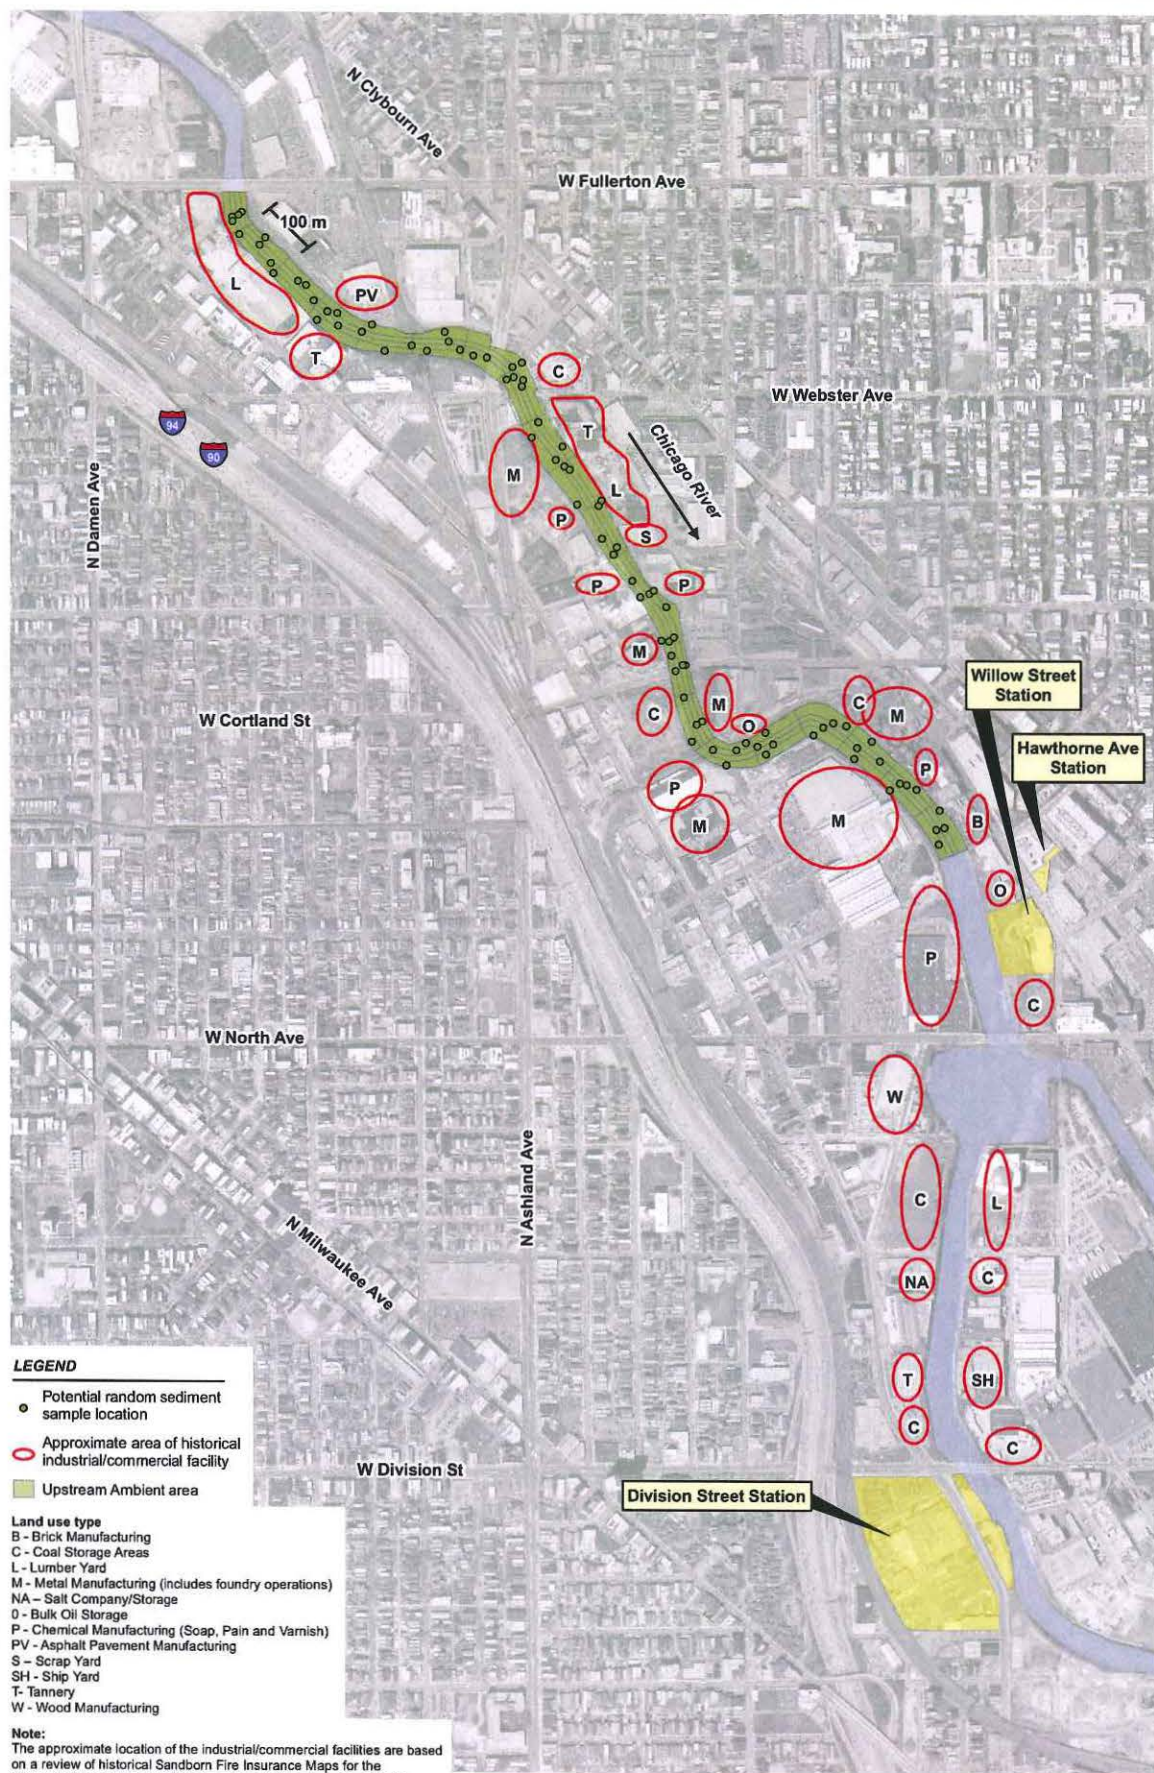 N Clybourn Ave
W Fullerton Ave
100 m
L
PV
T
C
W Webster Ave
94
90
T
Chicago River
N Damen Ave
M
L
P
S
P
P
M
Willow Street
Station
C
M
C
M
W Cortland St
O
Hawthorne Ave
Station
P
P
M
M
B
O
P
C
W North Ave
W
N Ashland Ave
C
L
N Milwaukee Ave
NA
C
T
SH
C
C
W Division St
Division Street Station
LEGEND
Potential random sediment
sample location
Approximate area of historical
industrial/commercial facility
Upstream Ambient area
Land use type
B - Brick Manufacturing
C - Coal Storage Areas
L - Lumber Yard
M - Metal Manufacturing (includes foundry operations)
NA – Salt Company/Storage
0 - Bulk Oil Storage
P - Chemical Manufacturing (Soap, Pain and Varnish)
PV - Asphalt Pavement Manufacturing
S – Scrap Yard
SH - Ship Yard
T- Tannery
W - Wood Manufacturing
Note:
The approximate location of the industrial/commercial facilities are based
on a review of historical Sandborn Fire Insurance Maps for the